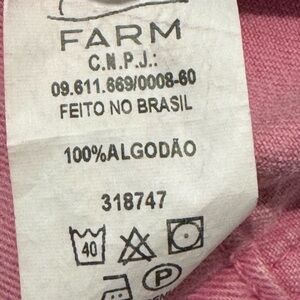 FARM
C.N.P.J.:
09.611.669/0008-60
FEITO NO BRASIL
100%ALGODÃO
318747
40
P